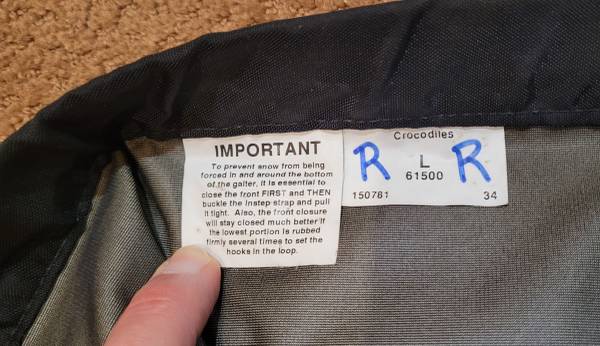 IMPORTANT
To prevent snow from being
forced in and around the bottom
of the gaiter, it is essential to
close the front FIRST and THEN
buckle the instep strap and pull
it tight. Also, the front closure
will stay closed much better if
the lowest portion is rubbed
firmly several times to set the
hooks in the loop.
Crocodiles
R L R
61500
150781 34